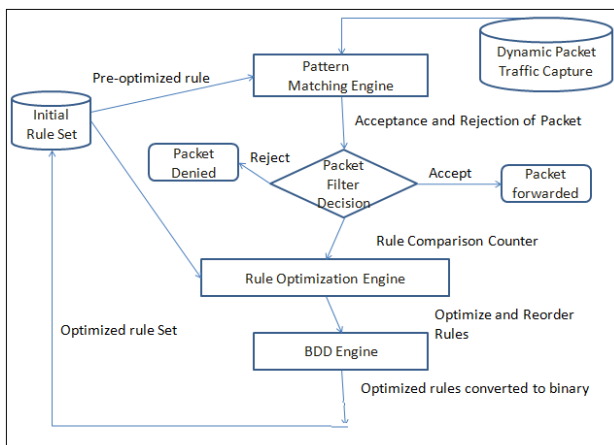 Dynamic Packet
Traffic Capture
Pattern
Matching Engine
Pre-optimized rule
Initial
Rule Set
Acceptance and Rejection of Packet
Packet
Denied
Reject
Packet
Filter
Decision
Accept
Packet
forwarded
Rule Comparison Counter
Rule Optimization Engine
Optimize and Reorder
Rules
Optimized rule Set
BDD Engine
Optimized rules converted to binary